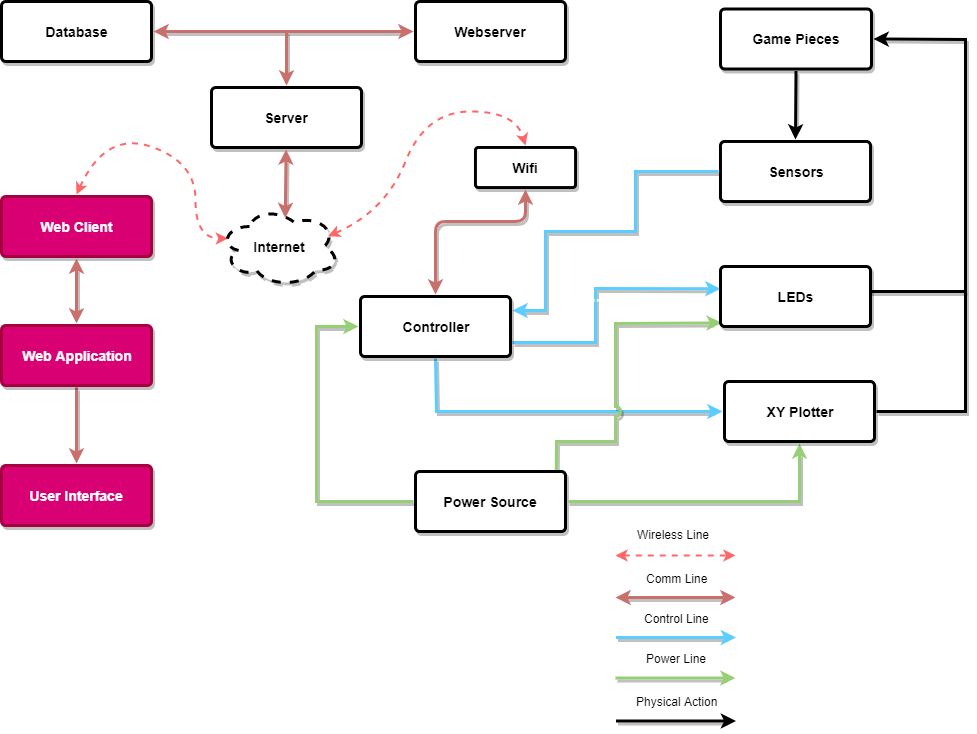 Database
Webserver
Game Pieces
Server
Wifi
Sensors
Web Client
Internet
LEDs
Controller
Web Application
XY Plotter
User Interface
Power Source
Wireless Line
Comm Line
Control Line
Power Line
Physical Action